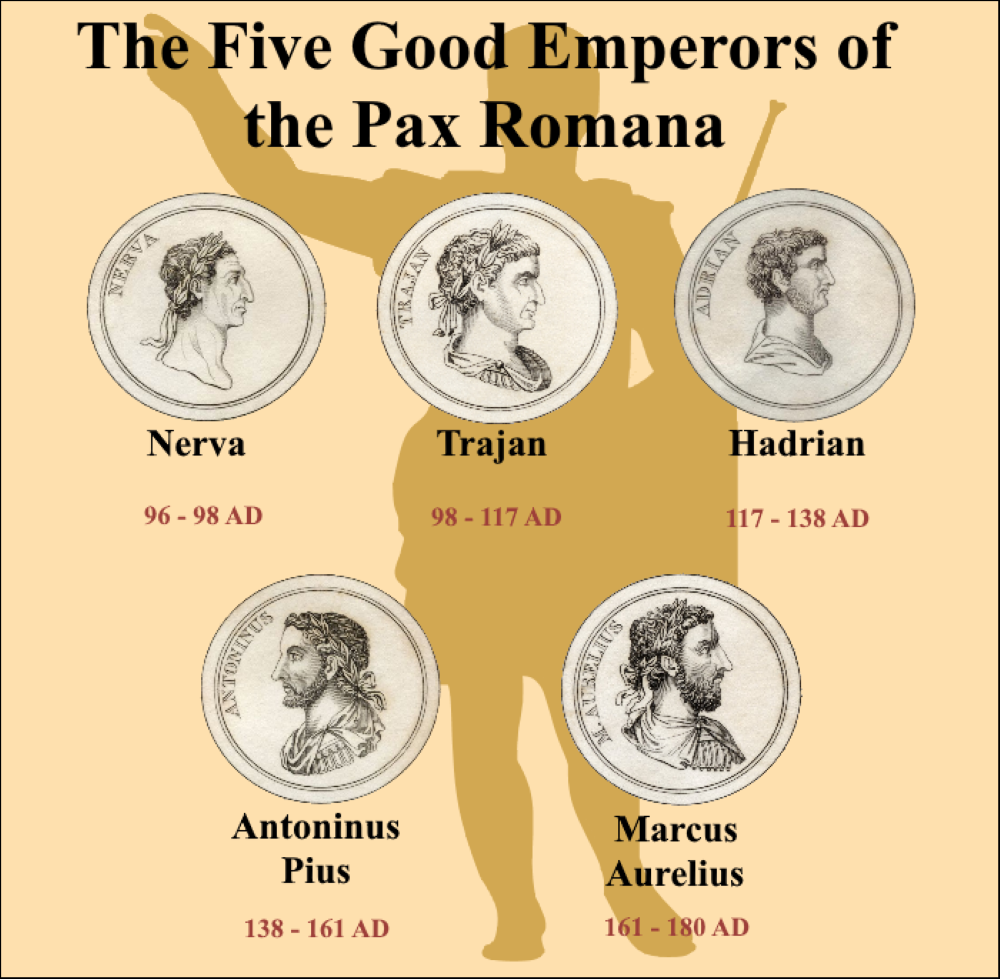 The Five Good Emperors of
the Pax Romana
NERVA
TRAJAN
ADRIAN
Nerva
Trajan
Hadrian
96 - 98 AD
98 - 117 AD
117 - 138 AD
ANTONINUS
M. AURELIUS
Antoninus
Pius
Marcus
Aurelius
138 - 161 AD
161 - 180 AD